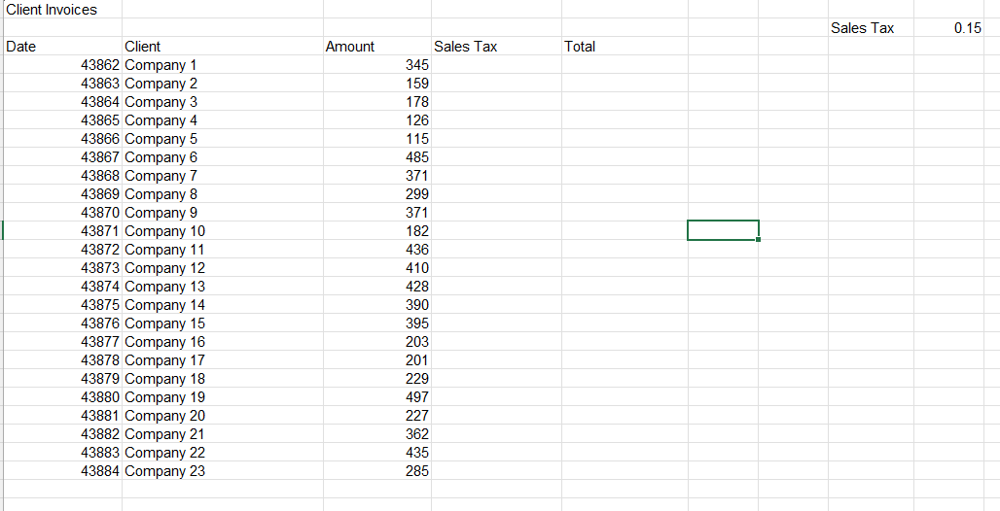 Client Invoices
Sales Tax 0.15
Date Client Amount Sales Tax Total
43862 Company 1 345
43863 Company 2 159
43864 Company 3 178
43865 Company 4 126
43866 Company 5 115
43867 Company 6 485
43868 Company 7 371
43869 Company 8 299
43870 Company 9 371
43871 Company 10 182
43872 Company 11 436
43873 Company 12 410
43874 Company 13 428
43875 Company 14 390
43876 Company 15 395
43877 Company 16 203
43878 Company 17 201
43879 Company 18 229
43880 Company 19 497
43881 Company 20 227
43882 Company 21 362
43883 Company 22 435
43884 Company 23 285